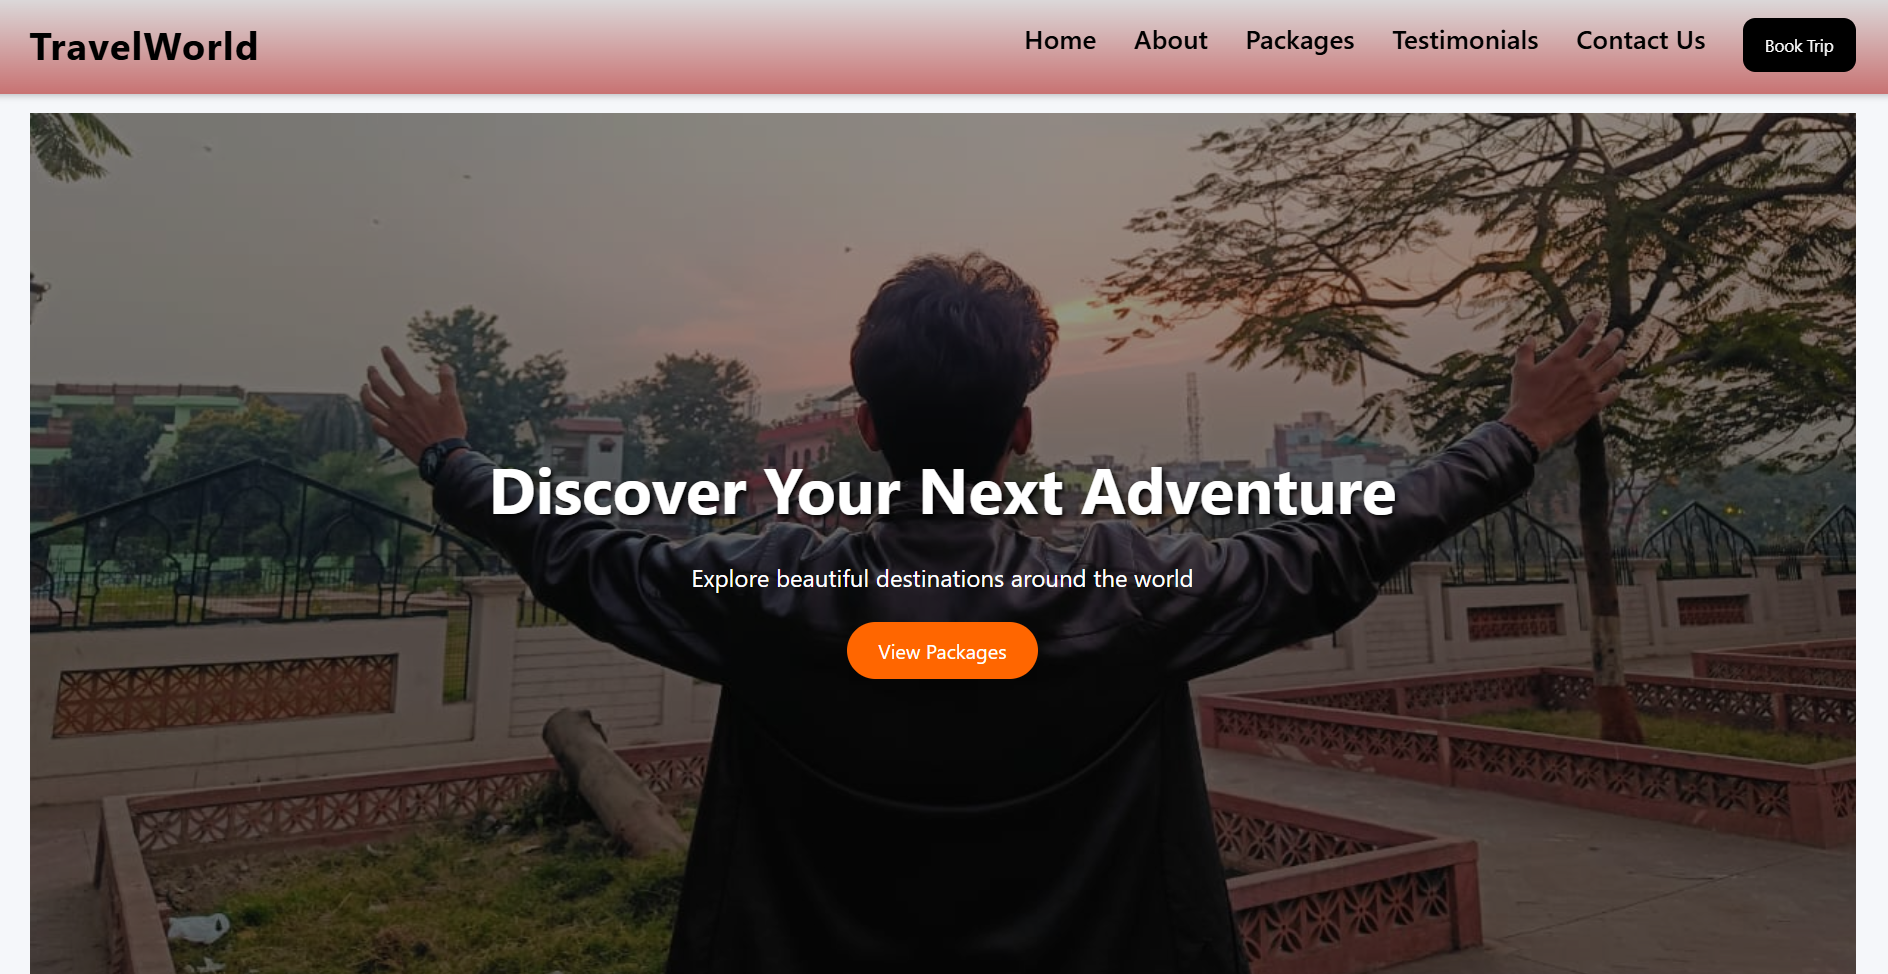 TravelWorld
Home About Packages Testimonials Contact Us Book Trip
Discover Your Next Adventure
Explore beautiful destinations around the world
View Packages